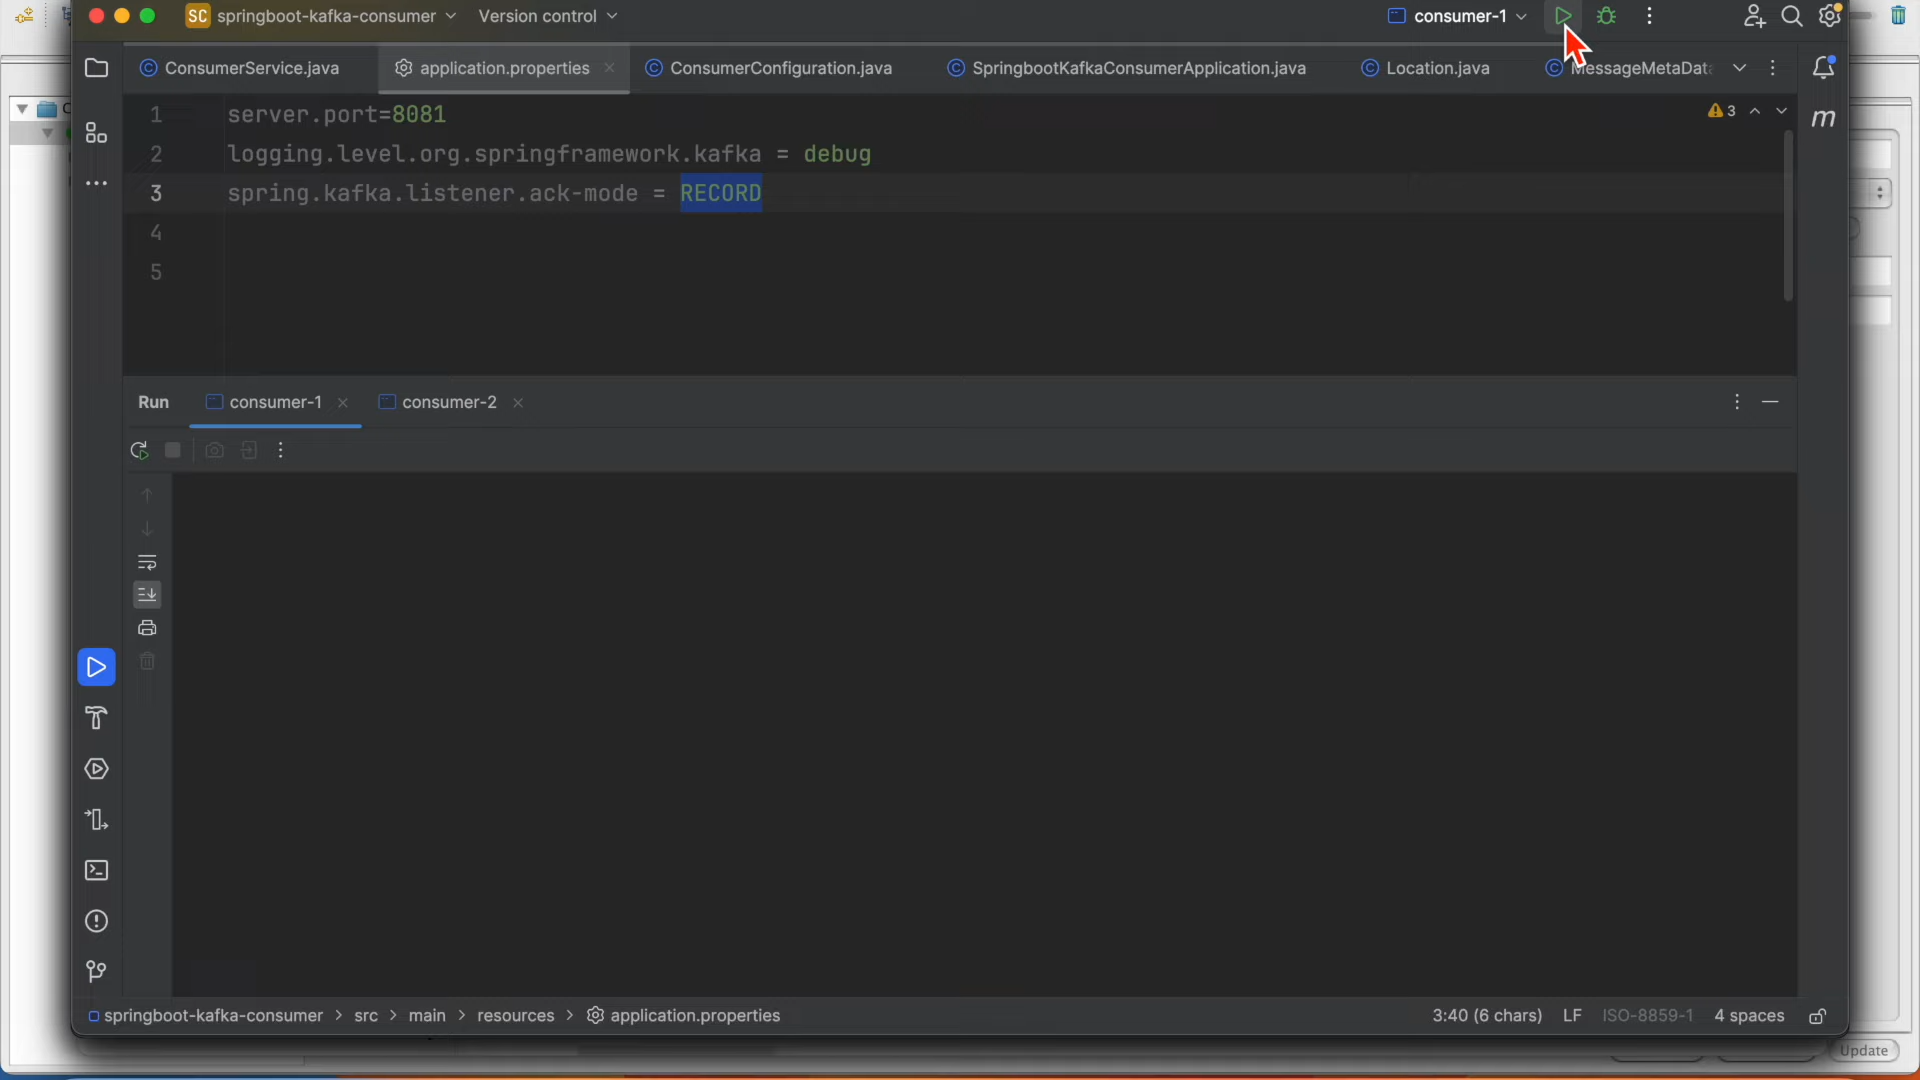 SC springboot-kafka-consumer Version control consumer-1
ConsumerService.java application.properties ConsumerConfiguration.java SpringbootKafkaConsumerApplication.java Location.java MessageMetaData
1 server.port=8081 3
2 logging.level.org.springframework.kafka = debug
3 spring.kafka.listener.ack-mode = RECORD
4
5
Run consumer-1 consumer-2
springboot-kafka-consumer > src > main > resources > application.properties 3:40 (6 chars) LF ISO-8859-1 4 spaces
Update